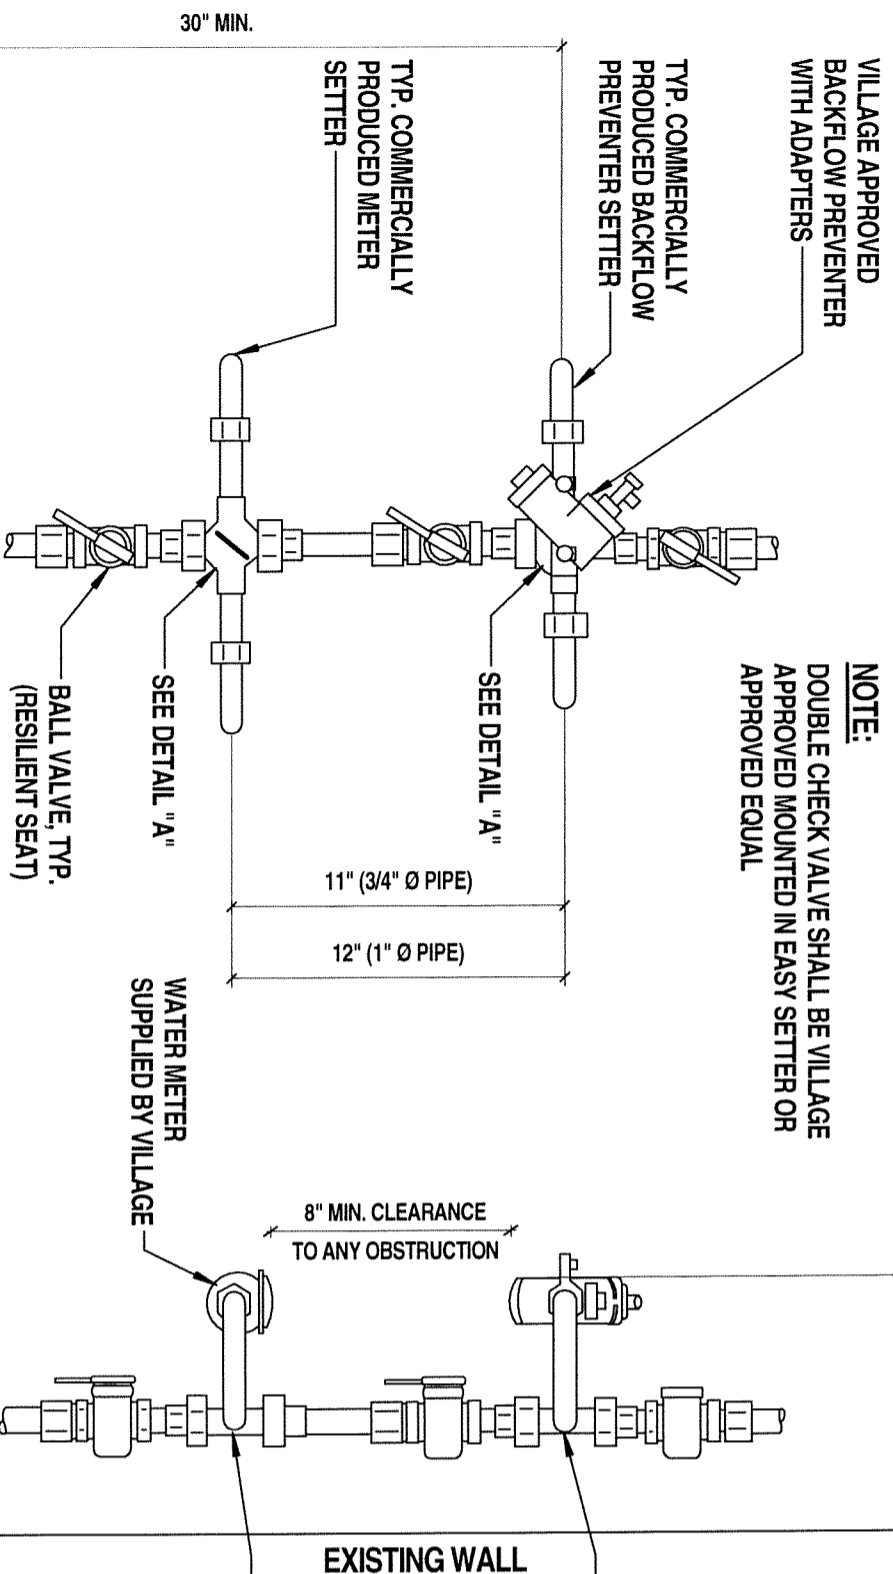 30" MIN.
VILLAGE APPROVED
BACKFLOW PREVENTER
WITH ADAPTERS
TYP. COMMERCIALLY
PRODUCED BACKFLOW
PREVENTER SETTER
TYP. COMMERCIALLY
PRODUCED METER
SETTER
NOTE:
DOUBLE CHECK VALVE SHALL BE VILLAGE
APPROVED MOUNTED IN EASY SETTER OR
APPROVED EQUAL
SEE DETAIL "A"
SEE DETAIL "A"
BALL VALVE, TYP.
(RESILIENT SEAT)
11" (3/4" Ø PIPE)
12" (1" Ø PIPE)
WATER METER
SUPPLIED BY VILLAGE
8" MIN. CLEARANCE
TO ANY OBSTRUCTION
EXISTING WALL